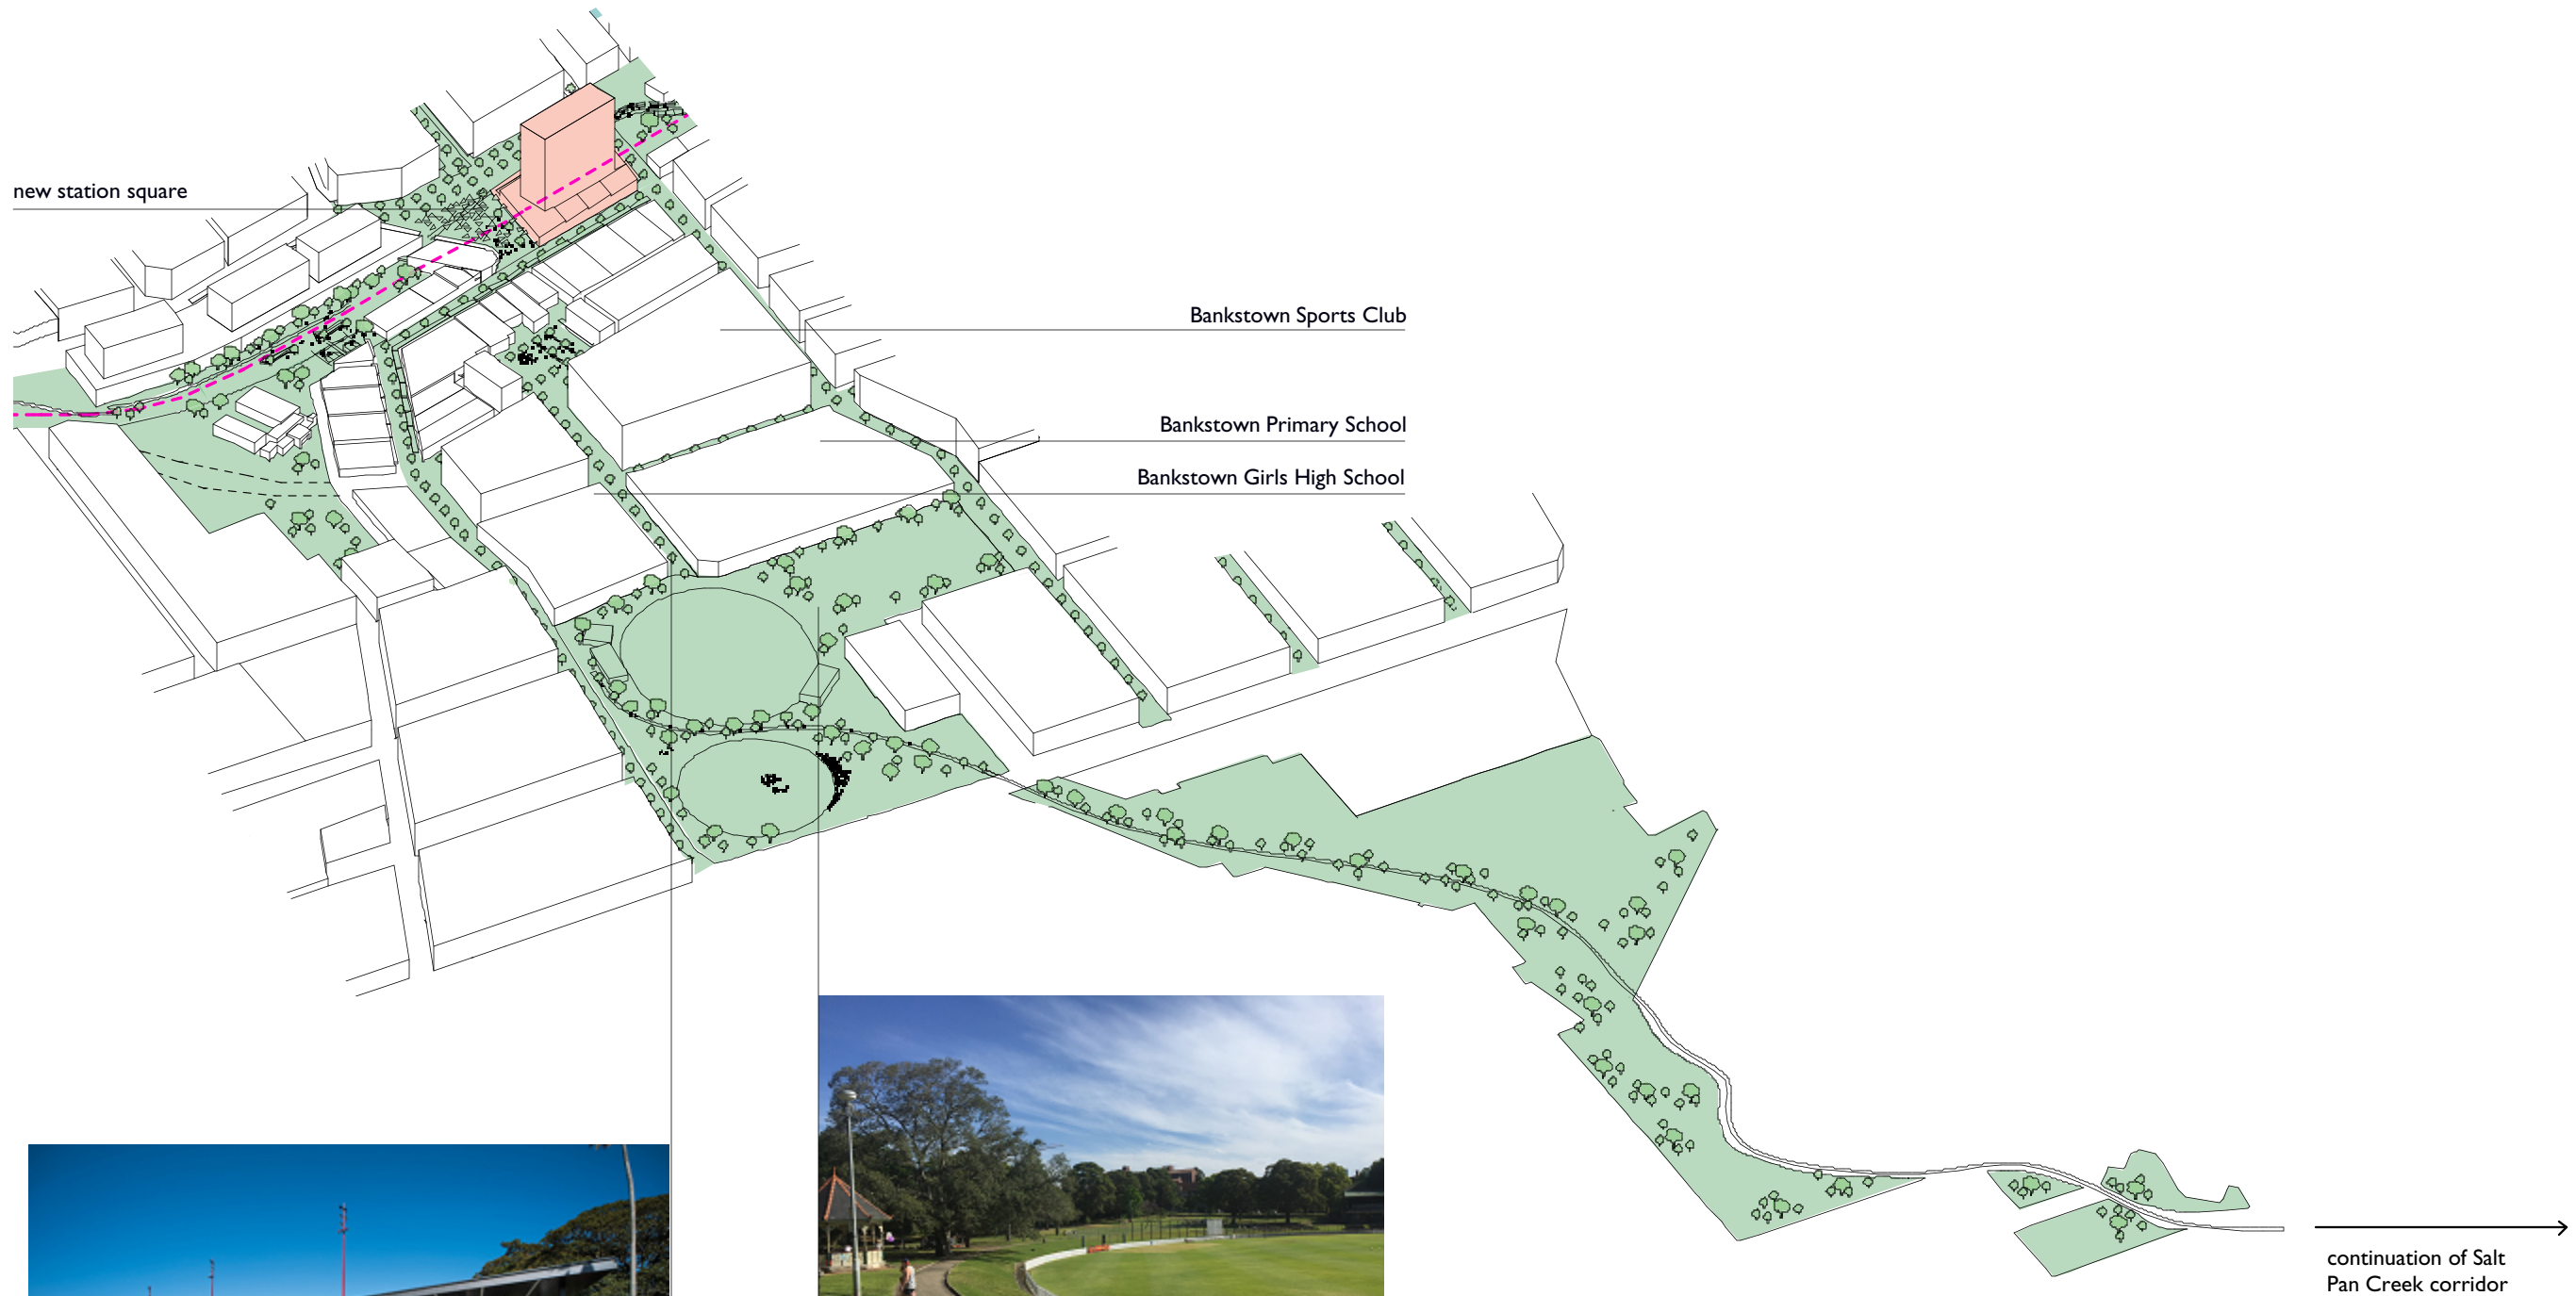 new station square
Bankstown Sports Club
Bankstown Primary School
Bankstown Girls High School
continuation of Salt
Pan Creek corridor